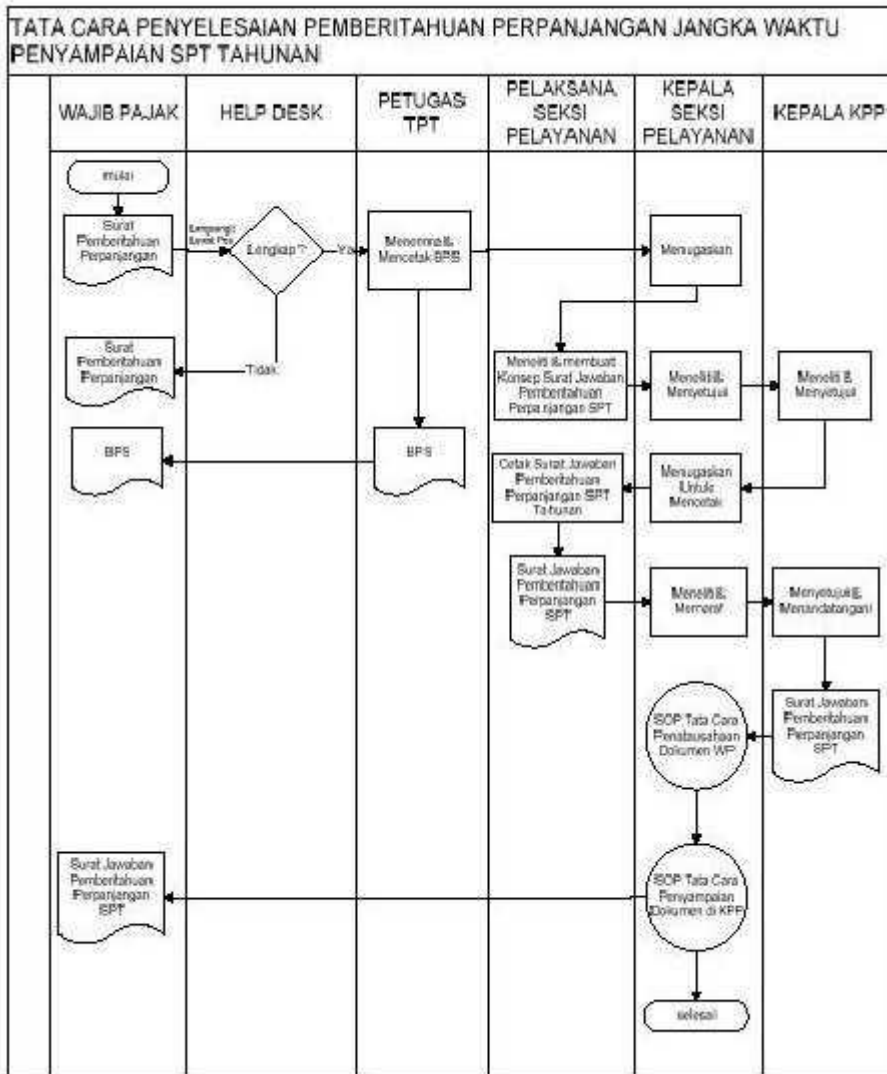 TATA CARA PENYELESAIAN PEMBERITAHUAN PERPANJANGAN JANGKA WAKTU
PENYAMPAIAN SPT TAHUNAN
WAJIB PAJAK
HELP DESK
PETUGAS
TPT
PELAKSANA
SEKSI
PELAYANAN
KEPALA
SEKSI
PELAYANAN
KEPALA KPP
mulai
Surat
Pemberitahuan
Perpanjangan
Langsung/
Lewat Pos
Lengkap?
Ya
Menerima &
Mencetak BPS
Menugaskan
Surat
Pemberitahuan
Perpanjangan
Tidak
Meneliti & membuat
Konsep Surat Jawaban
Pemberitahuan
Perpanjangan SPT
Meneliti &
Menyetujui
Meneliti &
Menyetujui
BPS
BPS
Cetak Surat Jawaban
Pemberitahuan
Perpanjangan SPT
Tahunan
Menugaskan
Untuk
Mencetak
Surat Jawaban
Pemberitahuan
Perpanjangan
SPT
Meneliti &
Memaraf
Menyetujui &
Menandatangani
SOP Tata Cara
Penatausahaan
Dokumen WP
Surat Jawaban
Pemberitahuan
Perpanjangan
SPT
Surat Jawaban
Pemberitahuan
Perpanjangan
SPT
SOP Tata Cara
Penyampaian
Dokumen di KPP
selesai